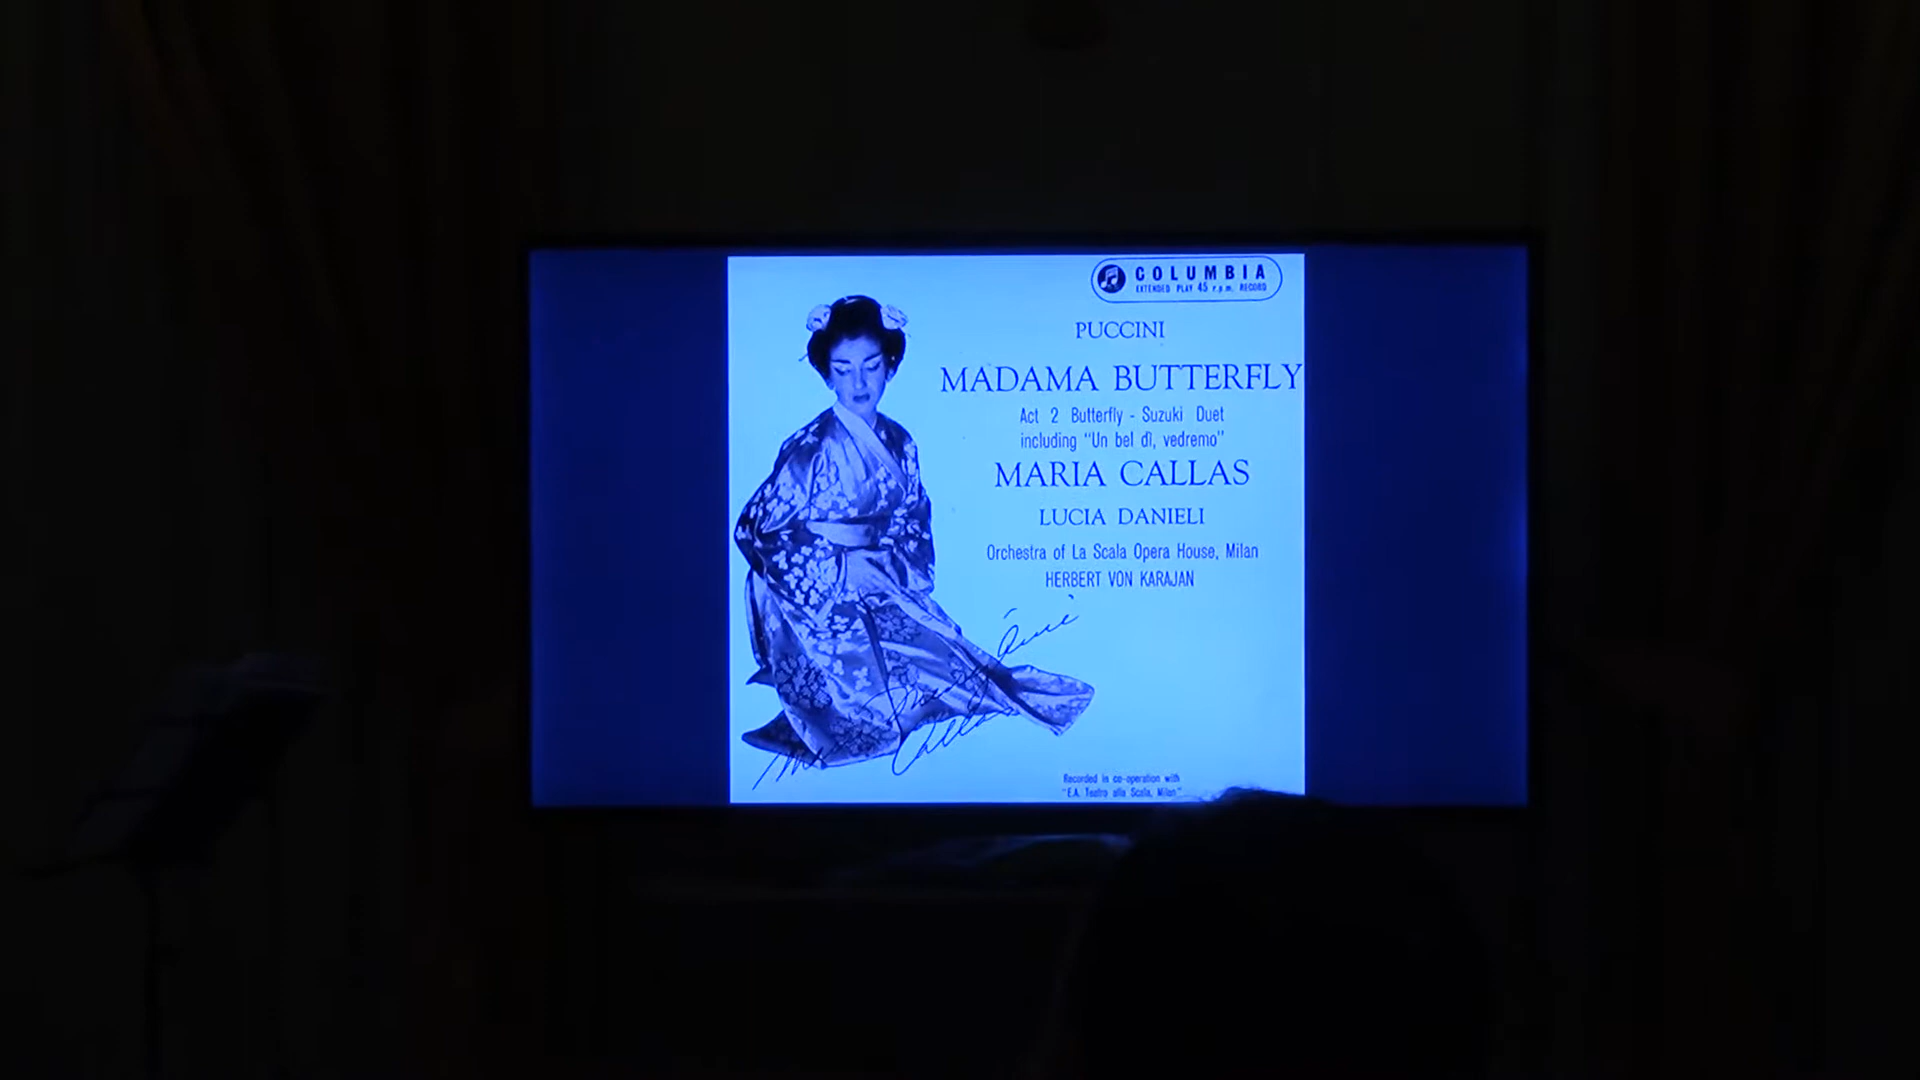 COLUMBIA
EXTENDED PLAY 45 r.p.m. RECORD
PUCCINI
MADAMA BUTTERFLY
Act 2 Butterfly - Suzuki Duet
including "Un bel dì, vedremo"
MARIA CALLAS
LUCIA DANIELI
Orchestra of La Scala Opera House, Milan
HERBERT VON KARAJAN
Callas
Recorded in co-operation with
"E.A. Teatro alla Scala, Milan"